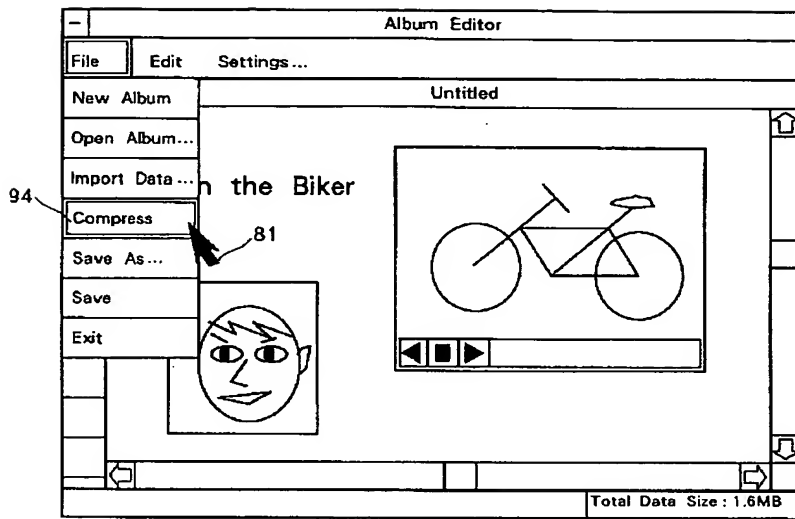 Album Editor
File Edit Settings...
Untitled
New Album
Open Album...
Import Data...
Compress
Save As...
Save
Exit
n the Biker
94
81
Total Data Size : 1.6MB